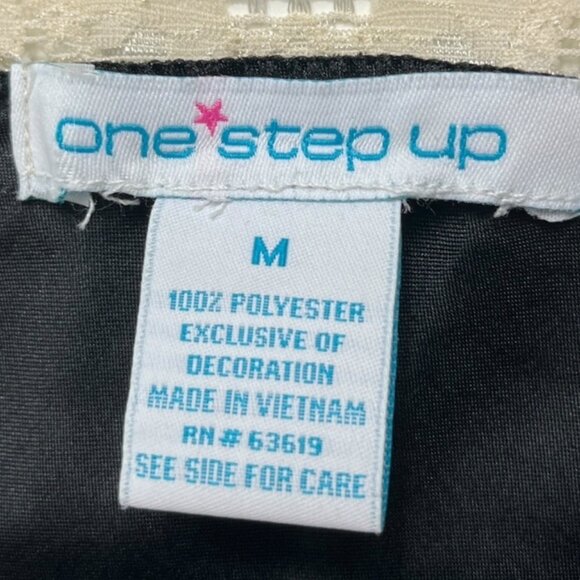 one step up
M
100% POLYESTER
EXCLUSIVE OF
DECORATION
MADE IN VIETNAM
RN# 63619
SEE SIDE FOR CARE